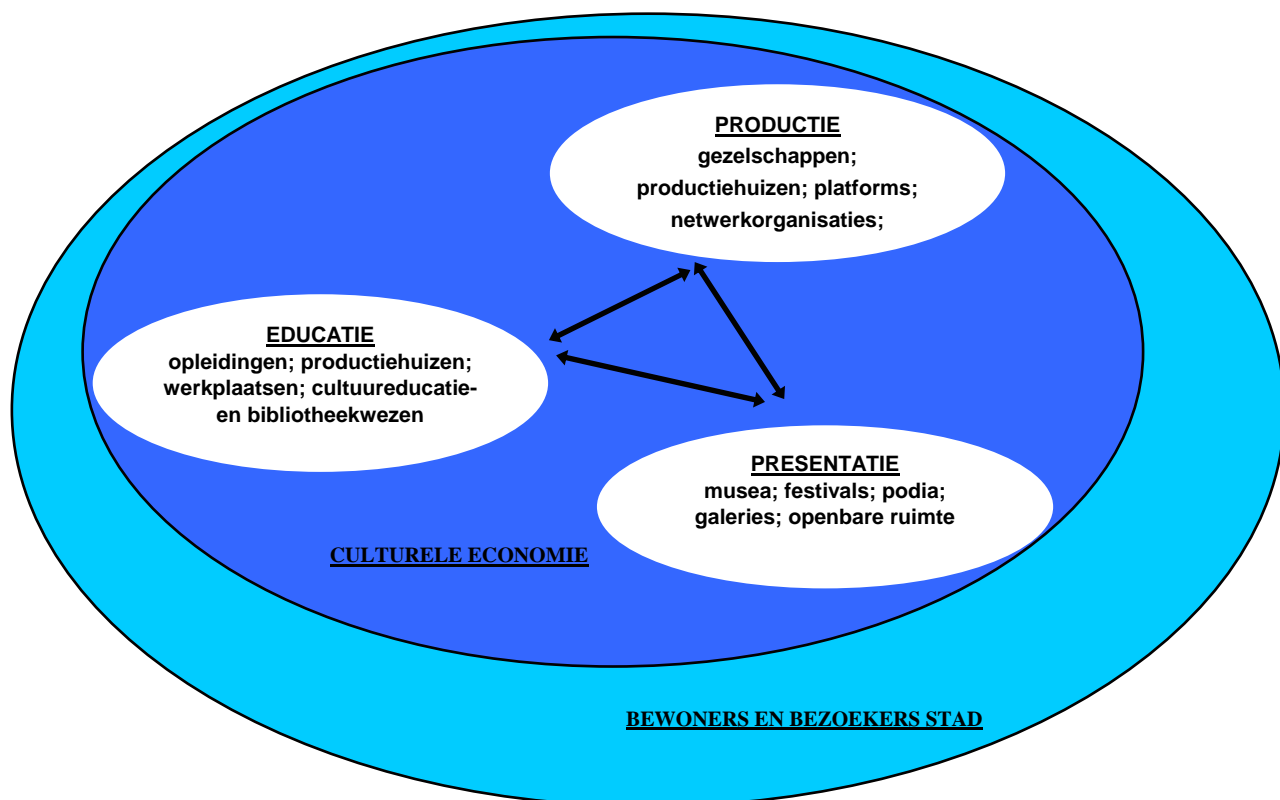 PRODUCTIE
gezelschappen;
productiehuizen; platforms;
netwerkorganisaties;
EDUCATIE
opleidingen; productiehuizen;
werkplaatsen; cultuureducatie-
en bibliotheekwezen
PRESENTATIE
musea; festivals; podia;
galeries; openbare ruimte
CULTURELE ECONOMIE
BEWONERS EN BEZOEKERS STAD